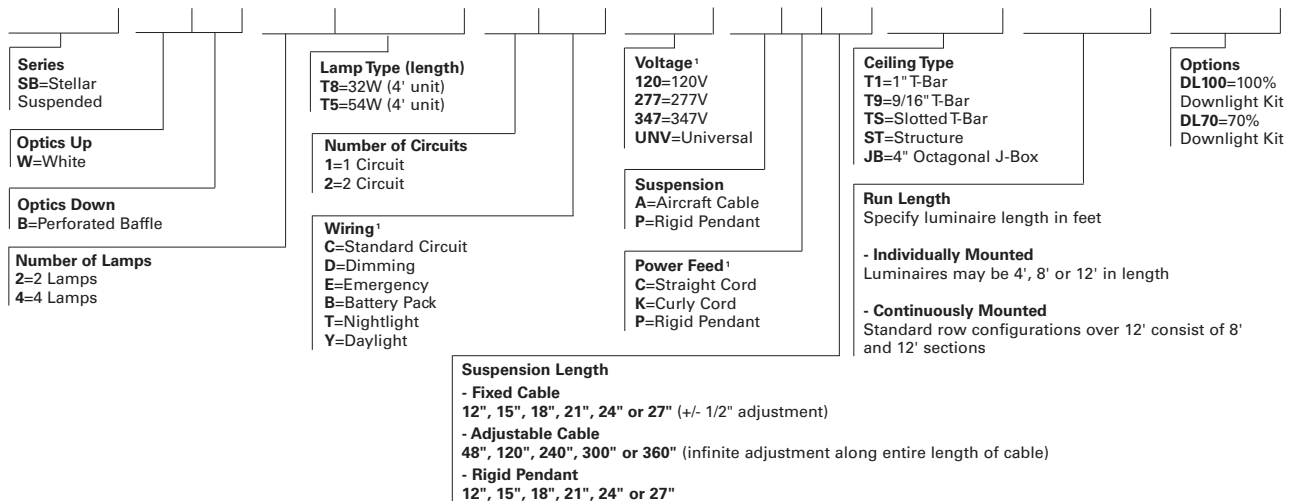 Series
SB=Stellar
Suspended
Optics Up
W=White
Optics Down
B=Perforated Baffle
Number of Lamps
2=2 Lamps
4=4 Lamps
Lamp Type (length)
T8=32W (4' unit)
T5=54W (4' unit)
Number of Circuits
1=1 Circuit
2=2 Circuit
Wiring¹
C=Standard Circuit
D=Dimming
E=Emergency
B=Battery Pack
T=Nightlight
Y=Daylight
Voltage¹
120=120V
277=277V
347=347V
UNV=Universal
Suspension
A=Aircraft Cable
P=Rigid Pendant
Power Feed¹
C=Straight Cord
K=Curly Cord
P=Rigid Pendant
Suspension Length
- Fixed Cable
12", 15", 18", 21", 24" or 27" (+/- 1/2" adjustment)
- Adjustable Cable
48", 120", 240", 300" or 360" (infinite adjustment along entire length of cable)
- Rigid Pendant
12", 15", 18", 21", 24" or 27"
Ceiling Type
T1=1" T-Bar
T9=9/16" T-Bar
TS=Slotted T-Bar
ST=Structure
JB=4" Octagonal J-Box
Run Length
Specify luminaire length in feet
- Individually Mounted
Luminaires may be 4', 8' or 12' in length
- Continuously Mounted
Standard row configurations over 12' consist of 8'
and 12' sections
Options
DL100=100%
Downlight Kit
DL70=70%
Downlight Kit